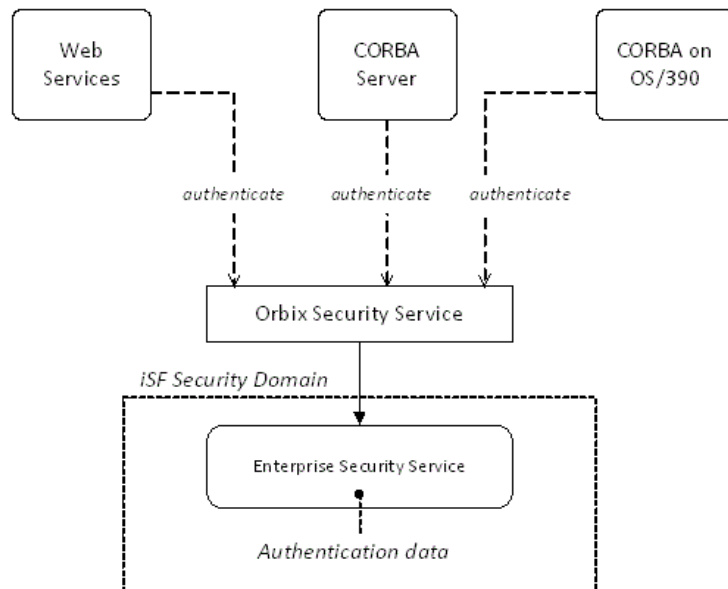 Web
Services
CORBA
Server
CORBA on
OS/390
authenticate
authenticate
authenticate
Orbix Security Service
iSF Security Domain
Enterprise Security Service
Authentication data